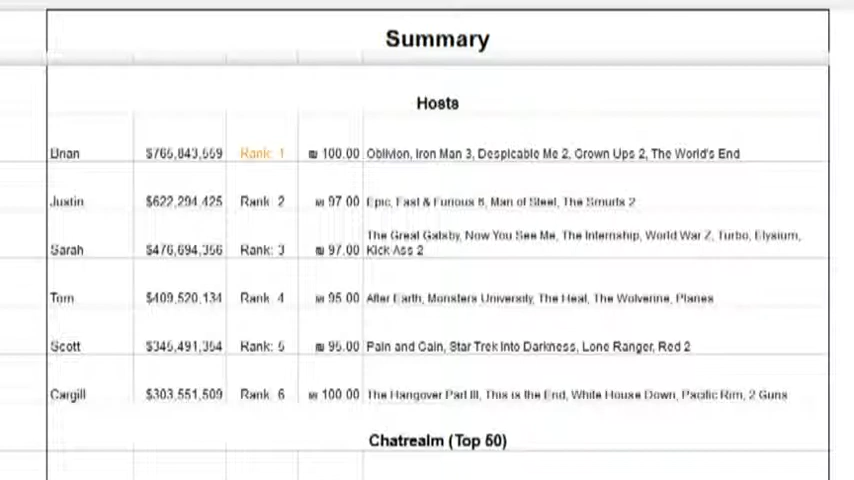 Summary
Hosts
Brian $765,843,559 Rank: 1 ₪ 100.00 Oblivion, Iron Man 3, Despicable Me 2, Grown Ups 2, The World's End
Justin $622,294,425 Rank: 2 ₪ 97.00 Epic, Fast & Furious 6, Man of Steel, The Smurfs 2
The Great Gatsby, Now You See Me, The Internship, World War Z, Turbo, Elysium,
Sarah $476,694,356 Rank: 3 ₪ 97.00 Kick Ass 2
Tom $409,520,134 Rank: 4 ₪ 95.00 After Earth, Monsters University, The Heat, The Wolverine, Planes
Scott $345,491,354 Rank: 5 ₪ 95.00 Pain and Gain, Star Trek Into Darkness, Lone Ranger, Red 2
Cargill $303,551,509 Rank: 6 ₪ 100.00 The Hangover Part III, This is the End, White House Down, Pacific Rim, 2 Guns
Chatrealm (Top 50)